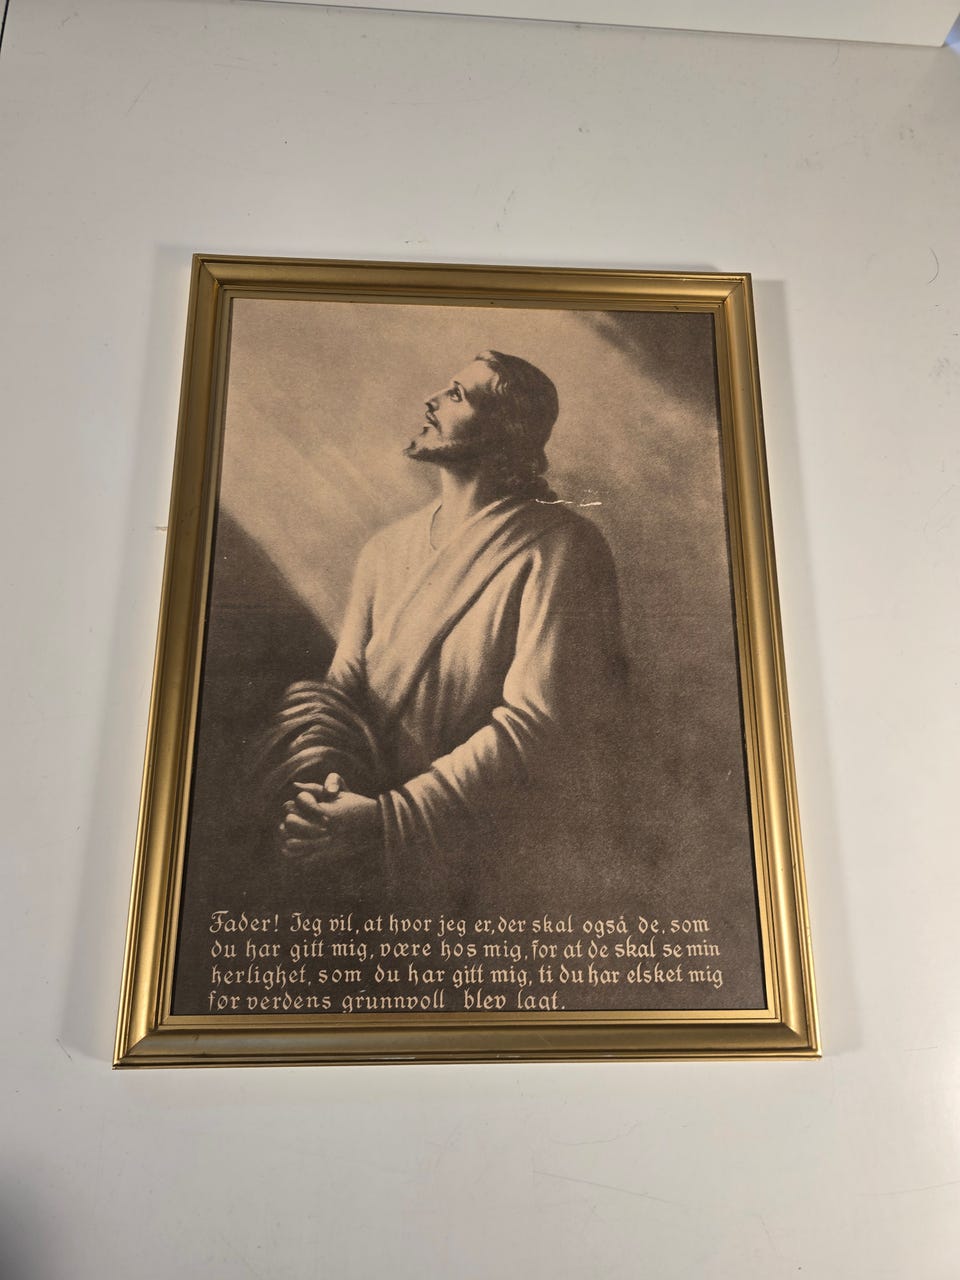 Fader! Jeg vil, at hvor jeg er, der skal også de, som
du har gitt mig, være hos mig, for at de skal se min
herlighet, som du har gitt mig, ti du har elsket mig
før verdens grunnvoll blev lagt.